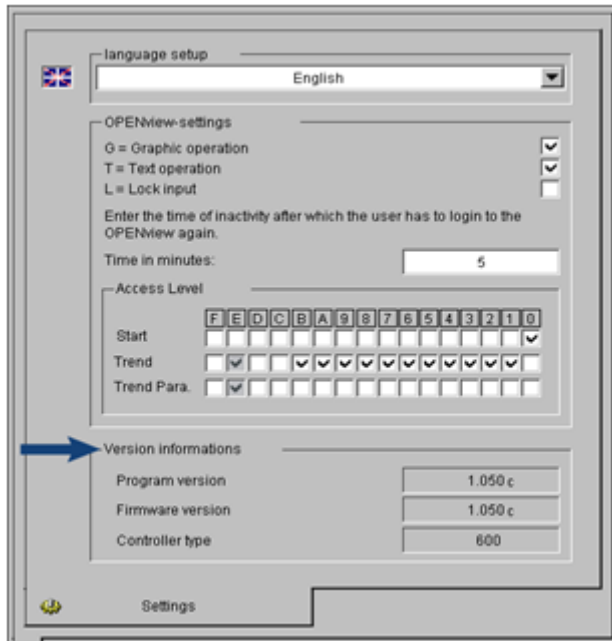 language setup
English
OPENview-settings
G = Graphic operation
T = Text operation
L = Lock input
Enter the time of inactivity after which the user has to login to the
OPENview again.
Time in minutes: 5
Access Level
F E D C B A 9 8 7 6 5 4 3 2 1 0
Start
Trend
Trend Para.
Version informations
Program version 1.050 c
Firmware version 1.050 c
Controller type 600
Settings